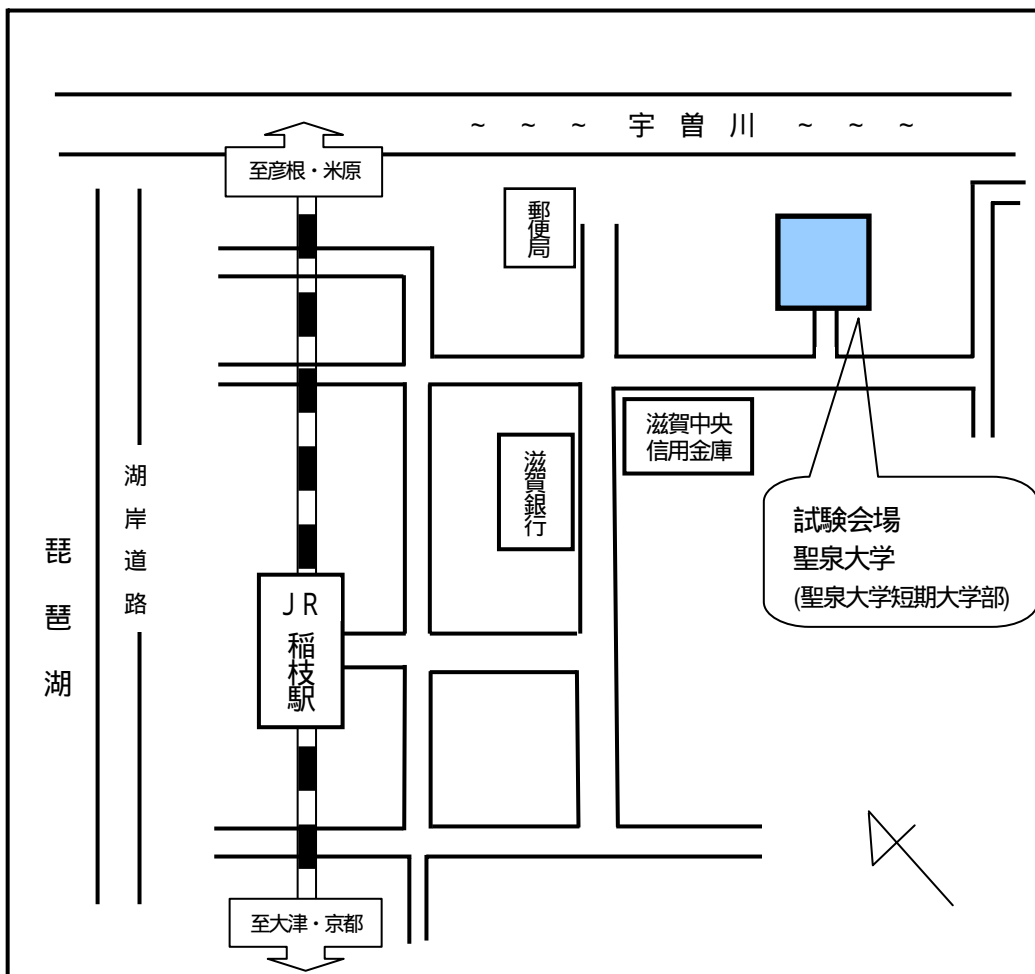 ～ ～ ～ 宇 曽 川 ～ ～ ～
至彦根・米原
郵便局
滋賀中央
信用金庫
滋賀銀行
湖岸道路
琵琶湖
試験会場
聖泉大学
(聖泉大学短期大学部)
ＪＲ
稲枝駅
至大津・京都